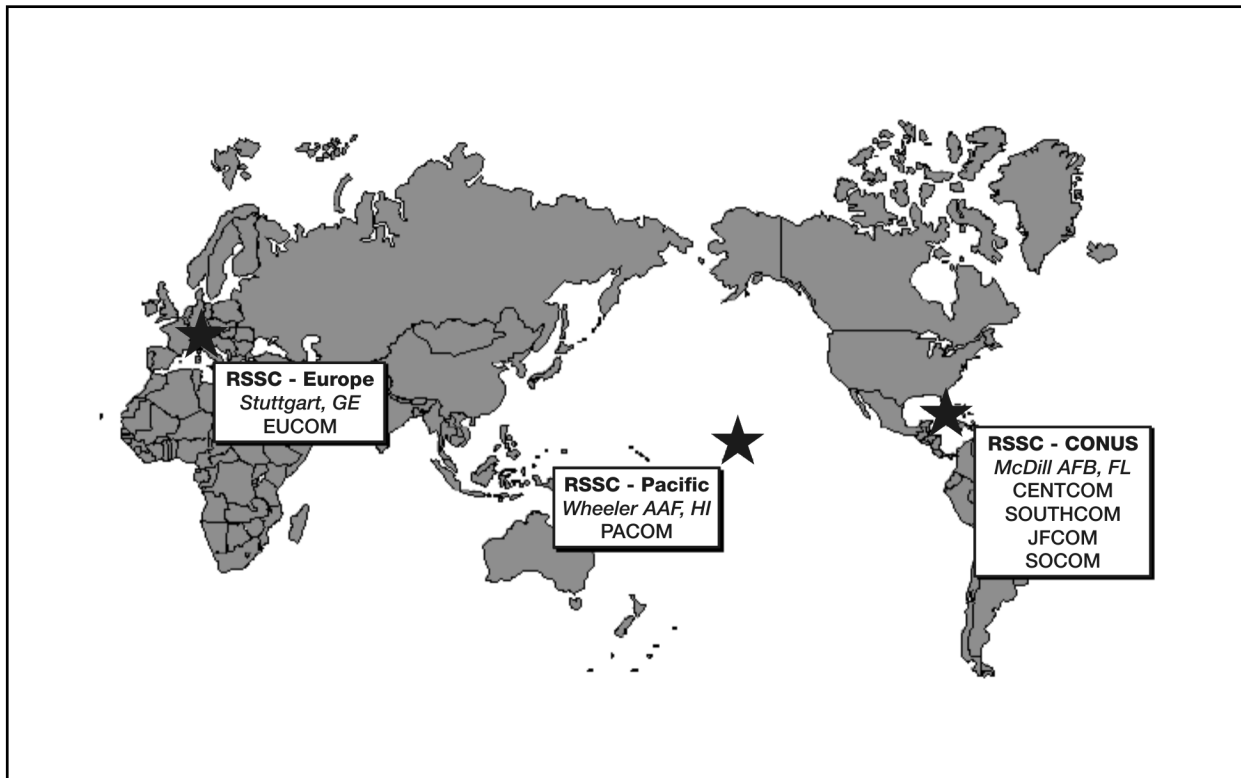 RSSC - Europe
Stuttgart, GE
EUCOM
RSSC - Pacific
Wheeler AAF, HI
PACOM
RSSC - CONUS
McDill AFB, FL
CENTCOM
SOUTHCOM
JFCOM
SOCOM